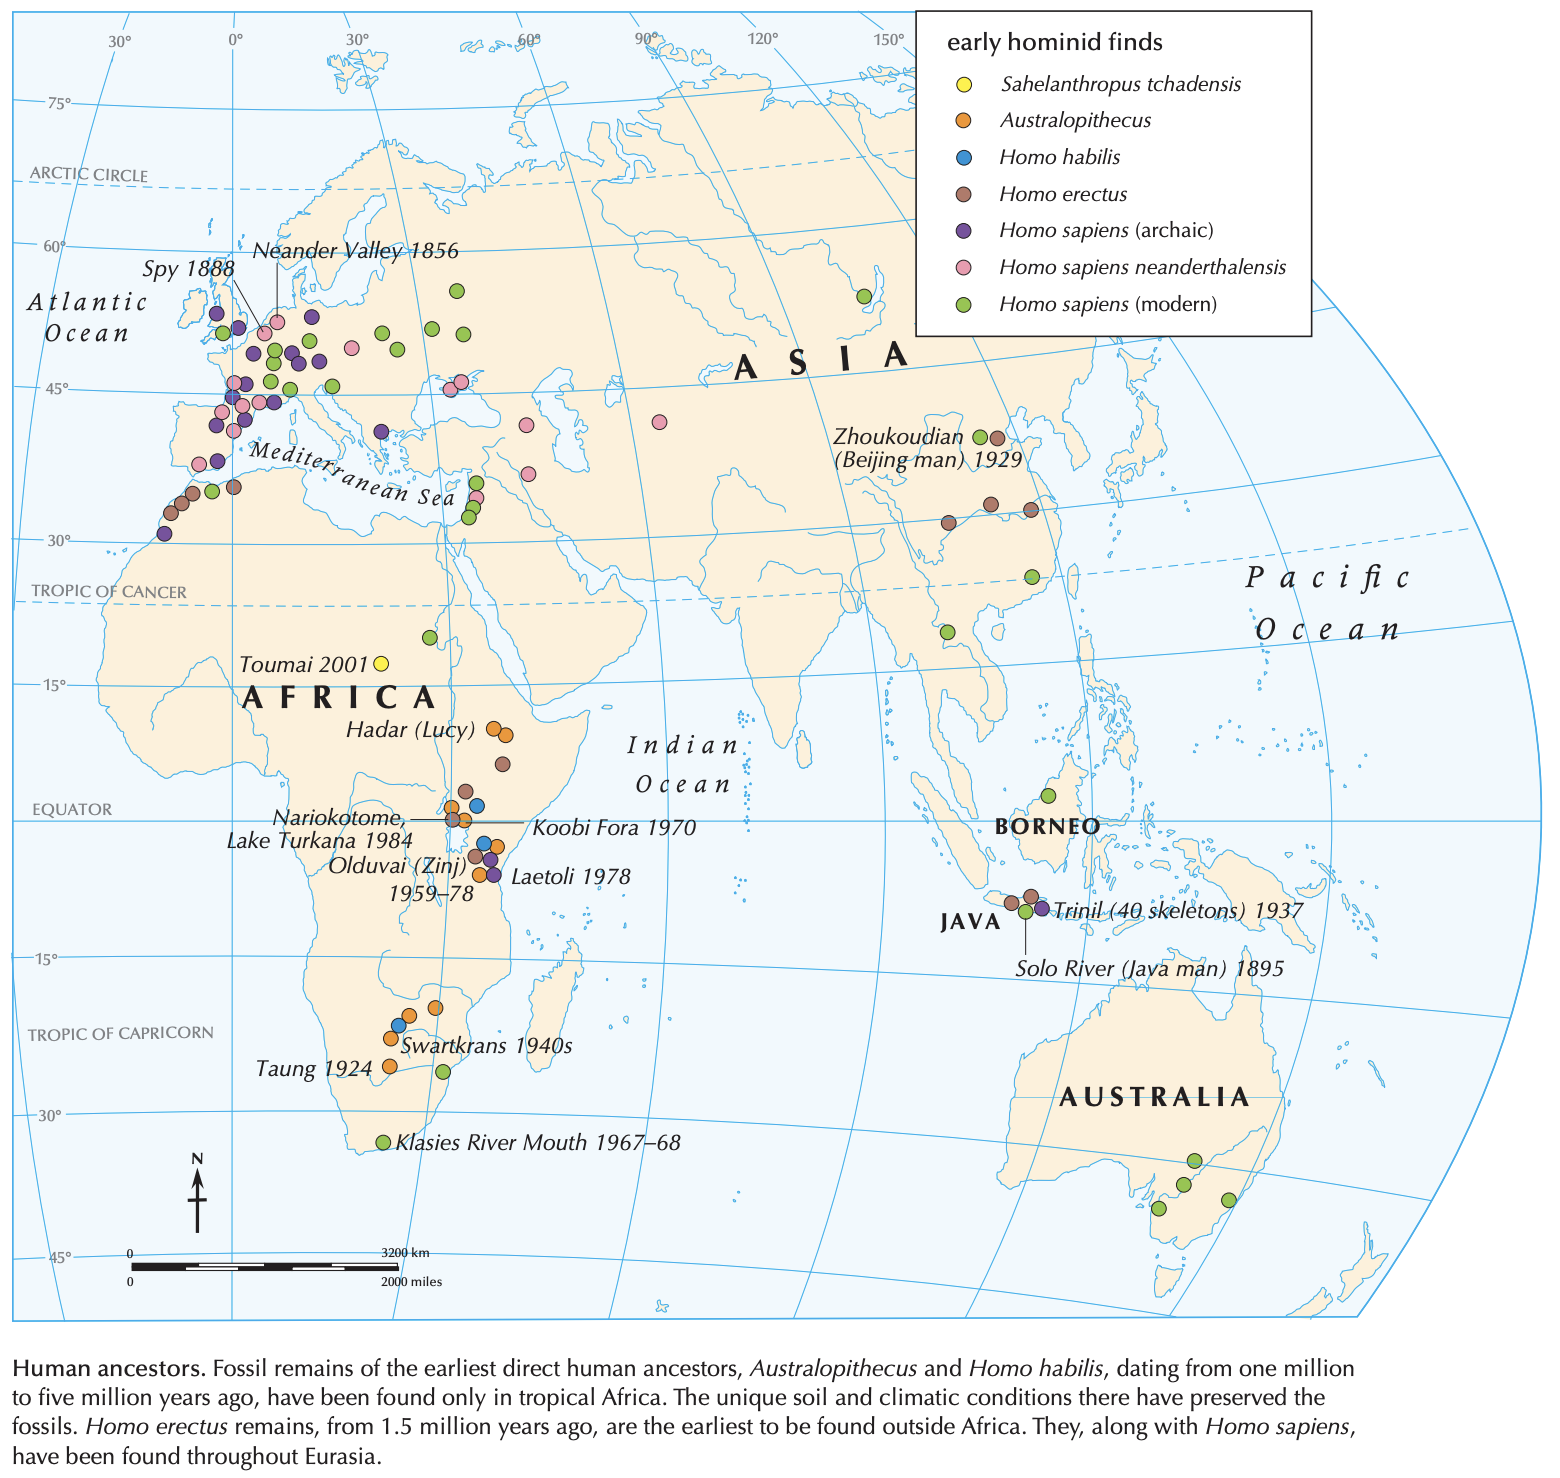 30°
0°
30°
60°
90°
120°
150°
early hominid finds
Sahelanthropus tchadensis
Australopithecus
Homo habilis
Homo erectus
Homo sapiens (archaic)
Homo sapiens neanderthalensis
Homo sapiens (modern)
75°
ARCTIC CIRCLE
60°
Neander Valley 1856
Spy 1888
Atlantic
Ocean
ASIA
45°
Zhoukoudian
(Beijing man) 1929
Mediterranean Sea
30°
TROPIC OF CANCER
Pacific
Ocean
Toumai 2001
15°
AFRICA
Hadar (Lucy)
Indian
Ocean
EQUATOR
Nariokotome,
Lake Turkana 1984
Koobi Fora 1970
BORNEO
Olduvai (Zinj)
1959–78
Laetoli 1978
JAVA
Trinil (40 skeletons) 1937
Solo River (Java man) 1895
15°
TROPIC OF CAPRICORN
Swartkrans 1940s
Taung 1924
AUSTRALIA
30°
Klasies River Mouth 1967–68
N
45°
0
3200 km
0
2000 miles
Human ancestors. Fossil remains of the earliest direct human ancestors, Australopithecus and Homo habilis, dating from one million
to five million years ago, have been found only in tropical Africa. The unique soil and climatic conditions there have preserved the
fossils. Homo erectus remains, from 1.5 million years ago, are the earliest to be found outside Africa. They, along with Homo sapiens,
have been found throughout Eurasia.